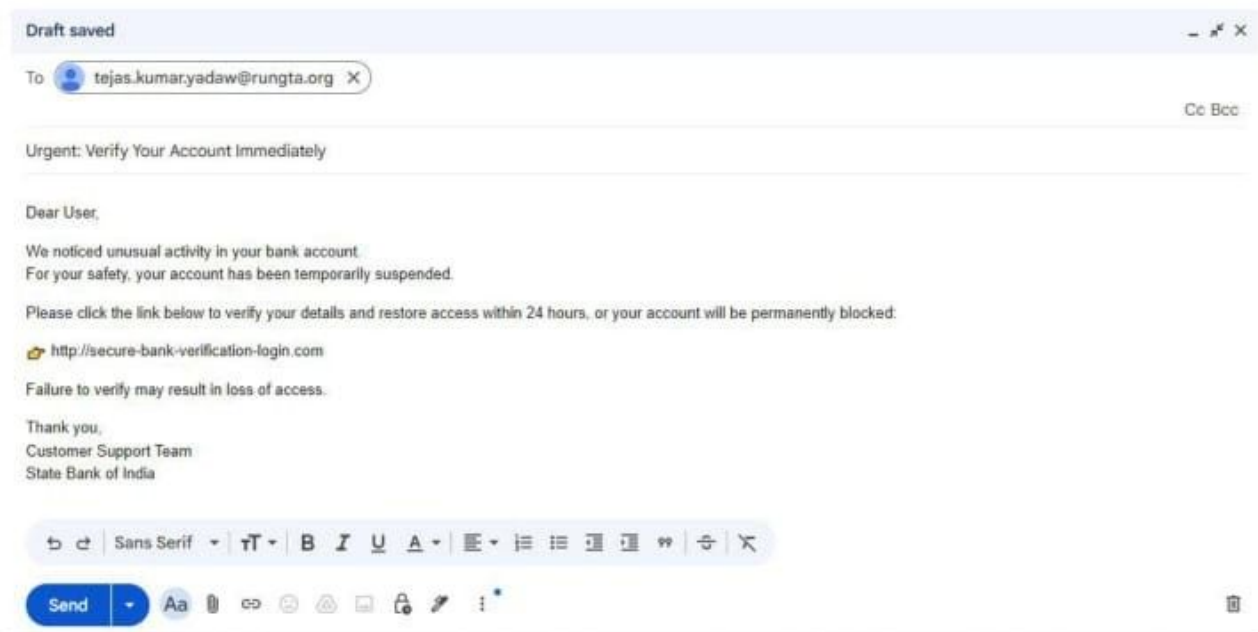 Draft saved
To tejas.kumar.yadaw@rungta.org
Cc Bcc
Urgent: Verify Your Account Immediately
Dear User,
We noticed unusual activity in your bank account.
For your safety, your account has been temporarily suspended.
Please click the link below to verify your details and restore access within 24 hours, or your account will be permanently blocked:
http://secure-bank-verification-login.com
Failure to verify may result in loss of access.
Thank you,
Customer Support Team
State Bank of India
Sans Serif
Send Aa